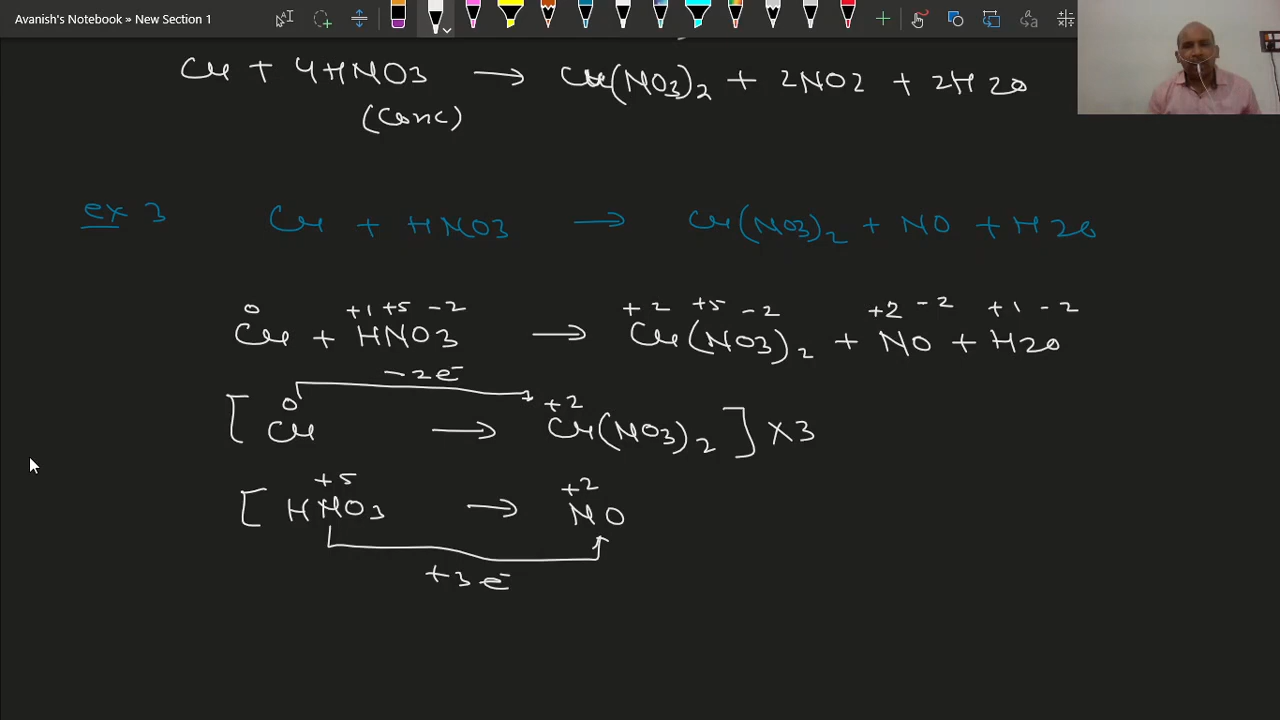 Avanish's Notebook » New Section 1
Cu + 4HNO3 → Cu(NO3)2 + 2NO2 + 2H2O
(Conc)
ex 3 Cu + HNO3 → Cu(NO3)2 + NO + H2O
0 +1 +5 -2 +2 +5 -2 +2 -2 +1 -2
Cu + HNO3 → Cu(NO3)2 + NO + H2O
-2e⁻
0 +2
[ Cu → Cu(NO3)2 ] X3
+5 +2
[ HNO3 → NO
+3e⁻